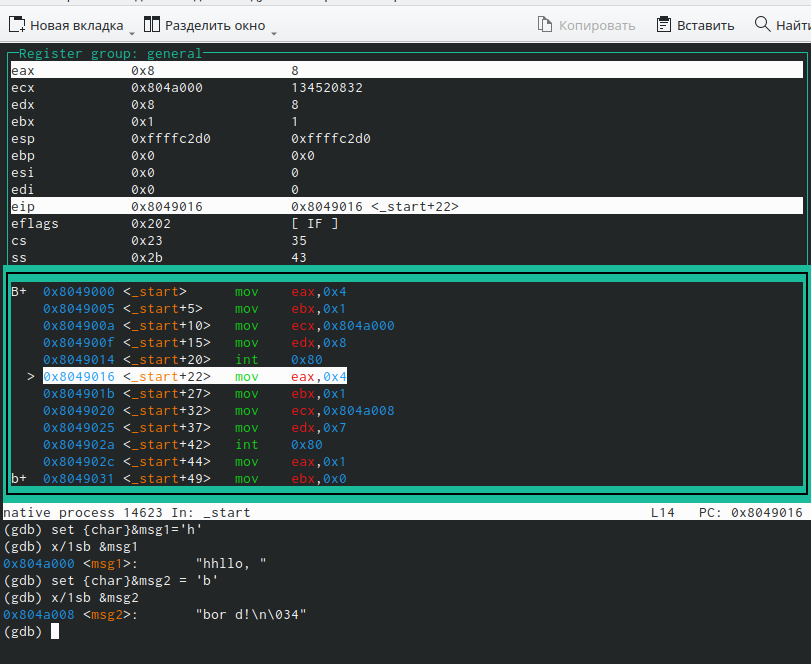 Новая вкладка Разделить окно Копировать Вставить Найти
Register group: general
eax 0x8 8
ecx 0x804a000 134520832
edx 0x8 8
ebx 0x1 1
esp 0xffffc2d0 0xffffc2d0
ebp 0x0 0x0
esi 0x0 0
edi 0x0 0
eip 0x8049016 0x8049016 <_start+22>
eflags 0x202 [ IF ]
cs 0x23 35
ss 0x2b 43
B+ 0x8049000 <_start> mov eax,0x4
0x8049005 <_start+5> mov ebx,0x1
0x804900a <_start+10> mov ecx,0x804a000
0x804900f <_start+15> mov edx,0x8
0x8049014 <_start+20> int 0x80
> 0x8049016 <_start+22> mov eax,0x4
0x804901b <_start+27> mov ebx,0x1
0x8049020 <_start+32> mov ecx,0x804a008
0x8049025 <_start+37> mov edx,0x7
0x804902a <_start+42> int 0x80
0x804902c <_start+44> mov eax,0x1
b+ 0x8049031 <_start+49> mov ebx,0x0
native process 14623 In: _start L14 PC: 0x8049016
(gdb) set {char}&msg1='h'
(gdb) x/1sb &msg1
0x804a000 <msg1>: "hhllo, "
(gdb) set {char}&msg2 = 'b'
(gdb) x/1sb &msg2
0x804a008 <msg2>: "bor d!\n\034"
(gdb)